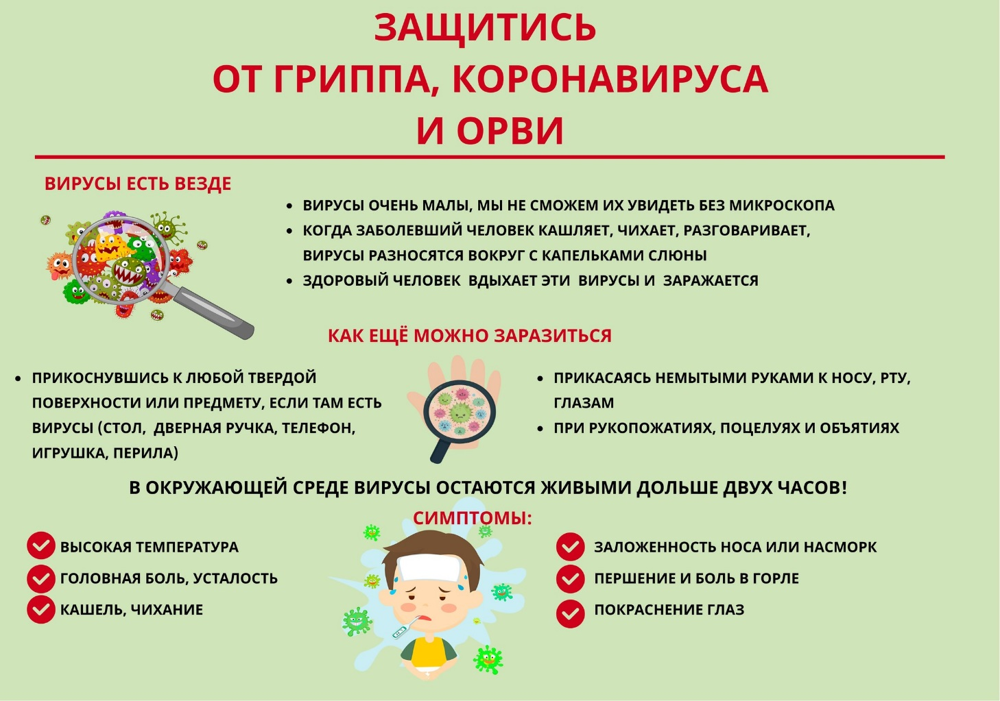 ЗАЩИТИСЬ
ОТ ГРИППА, КОРОНАВИРУСА
И ОРВИ
ВИРУСЫ ЕСТЬ ВЕЗДЕ
• ВИРУСЫ ОЧЕНЬ МАЛЫ, МЫ НЕ СМОЖЕМ ИХ УВИДЕТЬ БЕЗ МИКРОСКОПА
• КОГДА ЗАБОЛЕВШИЙ ЧЕЛОВЕК КАШЛЯЕТ, ЧИХАЕТ, РАЗГОВАРИВАЕТ,
ВИРУСЫ РАЗНОСЯТСЯ ВОКРУГ С КАПЕЛЬКАМИ СЛЮНЫ
• ЗДОРОВЫЙ ЧЕЛОВЕК ВДЫХАЕТ ЭТИ ВИРУСЫ И ЗАРАЖАЕТСЯ
КАК ЕЩЁ МОЖНО ЗАРАЗИТЬСЯ
• ПРИКОСНУВШИСЬ К ЛЮБОЙ ТВЕРДОЙ
ПОВЕРХНОСТИ ИЛИ ПРЕДМЕТУ, ЕСЛИ ТАМ ЕСТЬ
ВИРУСЫ (СТОЛ, ДВЕРНАЯ РУЧКА, ТЕЛЕФОН,
ИГРУШКА, ПЕРИЛА)
• ПРИКАСАЯСЬ НЕМЫТЫМИ РУКАМИ К НОСУ, РТУ,
ГЛАЗАМ
• ПРИ РУКОПОЖАТИЯХ, ПОЦЕЛУЯХ И ОБЪЯТИЯХ
В ОКРУЖАЮЩЕЙ СРЕДЕ ВИРУСЫ ОСТАЮТСЯ ЖИВЫМИ ДОЛЬШЕ ДВУХ ЧАСОВ!
СИМПТОМЫ:
ВЫСОКАЯ ТЕМПЕРАТУРА
ГОЛОВНАЯ БОЛЬ, УСТАЛОСТЬ
КАШЕЛЬ, ЧИХАНИЕ
ЗАЛОЖЕННОСТЬ НОСА ИЛИ НАСМОРК
ПЕРШЕНИЕ И БОЛЬ В ГОРЛЕ
ПОКРАСНЕНИЕ ГЛАЗ